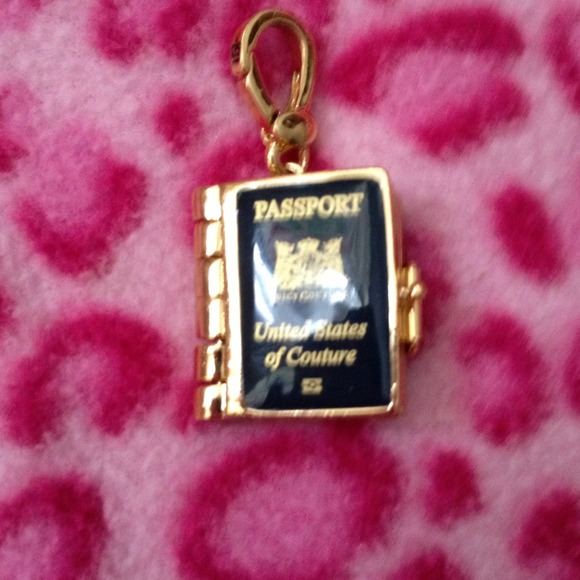 PASSPORT
United States
of Couture